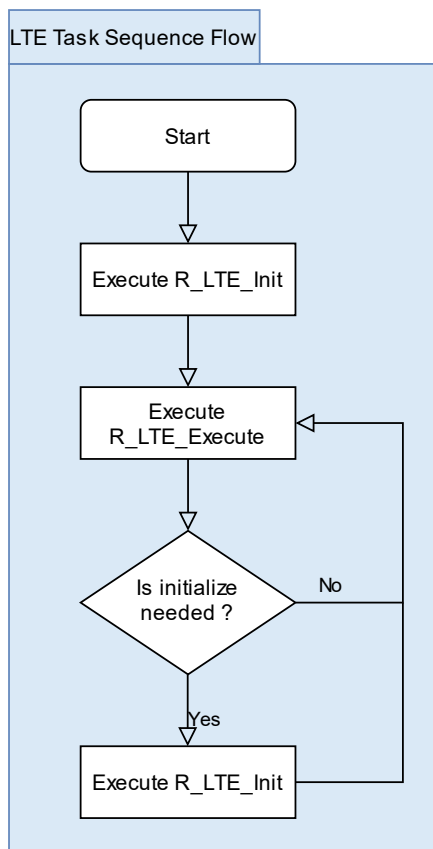 LTE Task Sequence Flow
Start
Execute R_LTE_Init
Execute
R_LTE_Execute
Is initialize
needed ?
No
Yes
Execute R_LTE_Init